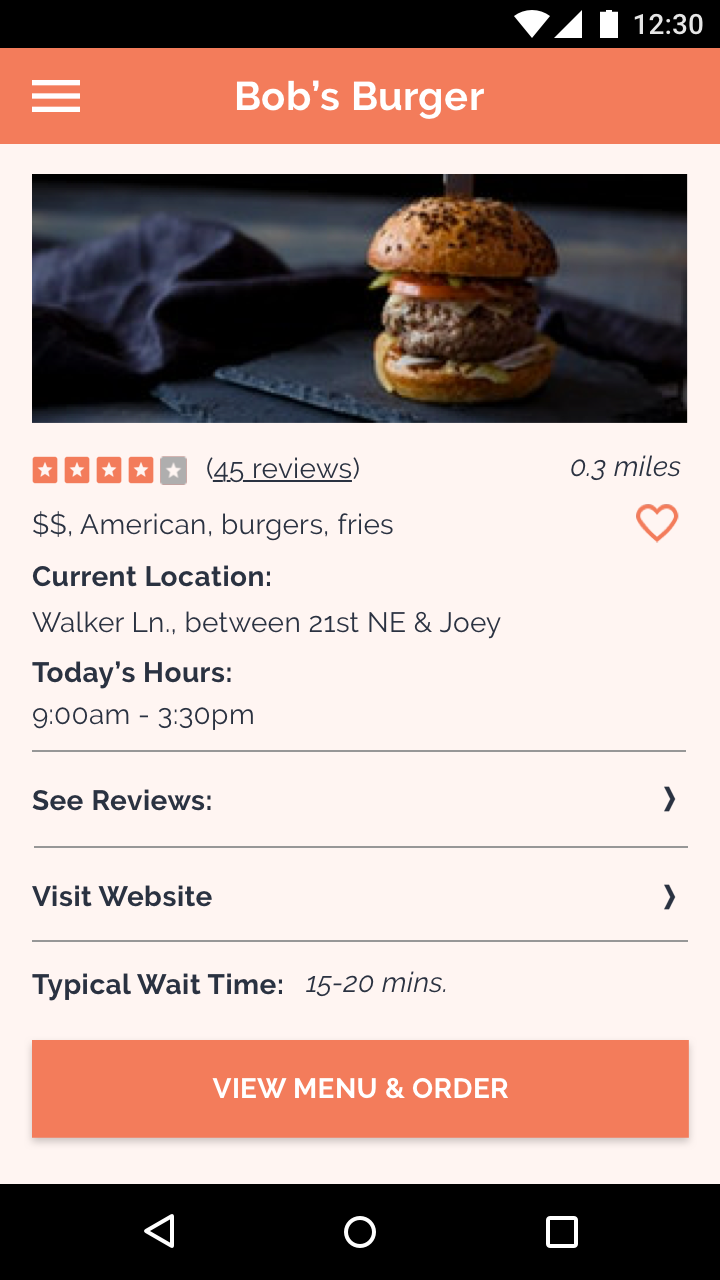 12:30
Bob’s Burger
(45 reviews)
0.3 miles
$$, American, burgers, fries
Current Location:
Walker Ln., between 21st NE & Joey
Today’s Hours:
9:00am - 3:30pm
See Reviews:
Visit Website
Typical Wait Time: 15-20 mins.
VIEW MENU & ORDER